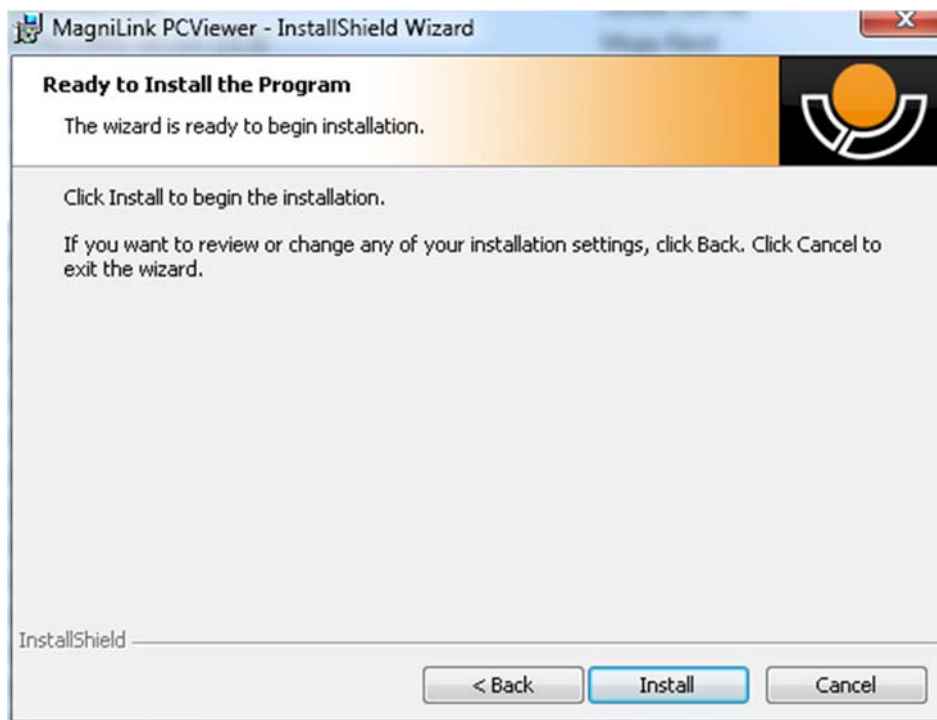 MagniLink PCViewer - InstallShield Wizard
Ready to Install the Program
The wizard is ready to begin installation.
Click Install to begin the installation.
If you want to review or change any of your installation settings, click Back. Click Cancel to
exit the wizard.
InstallShield
< Back
Install
Cancel